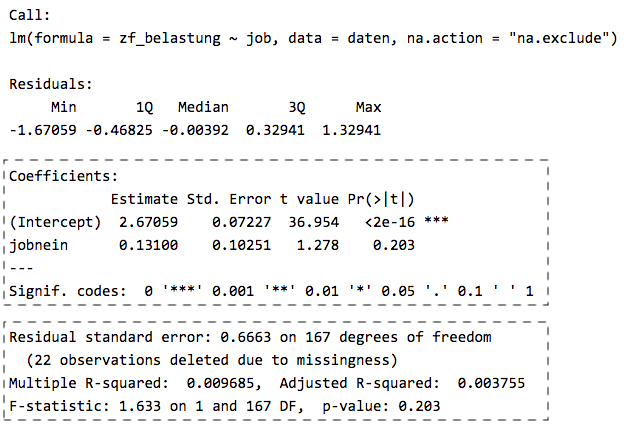 Call:
lm(formula = zf_belastung ~ job, data = daten, na.action = "na.exclude")
Residuals:
Min 1Q Median 3Q Max
-1.67059 -0.46825 -0.00392 0.32941 1.32941
Coefficients:
Estimate Std. Error t value Pr(>|t|)
(Intercept) 2.67059 0.07227 36.954 <2e-16 ***
jobnein 0.13100 0.10251 1.278 0.203
---
Signif. codes: 0 '***' 0.001 '**' 0.01 '*' 0.05 '.' 0.1 ' ' 1
Residual standard error: 0.6663 on 167 degrees of freedom
(22 observations deleted due to missingness)
Multiple R-squared: 0.009685, Adjusted R-squared: 0.003755
F-statistic: 1.633 on 1 and 167 DF, p-value: 0.203